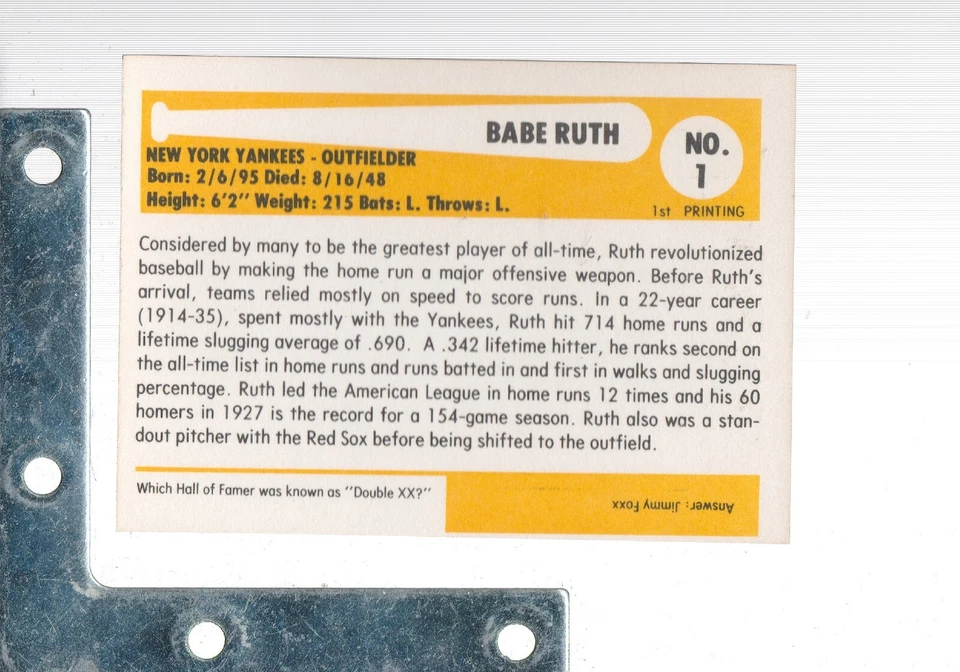 BABE RUTH
NO.
1
NEW YORK YANKEES - OUTFIELDER
Born: 2/6/95 Died: 8/16/48
Height: 6'2" Weight: 215 Bats: L. Throws: L.
1st PRINTING
Considered by many to be the greatest player of all-time, Ruth revolutionized
baseball by making the home run a major offensive weapon. Before Ruth's
arrival, teams relied mostly on speed to score runs. In a 22-year career
(1914-35), spent mostly with the Yankees, Ruth hit 714 home runs and a
lifetime slugging average of .690. A .342 lifetime hitter, he ranks second on
the all-time list in home runs and runs batted in and first in walks and slugging
percentage. Ruth led the American League in home runs 12 times and his 60
homers in 1927 is the record for a 154-game season. Ruth also was a stan-
dout pitcher with the Red Sox before being shifted to the outfield.
Which Hall of Famer was known as "Double XX?"
Answer: Jimmy Foxx